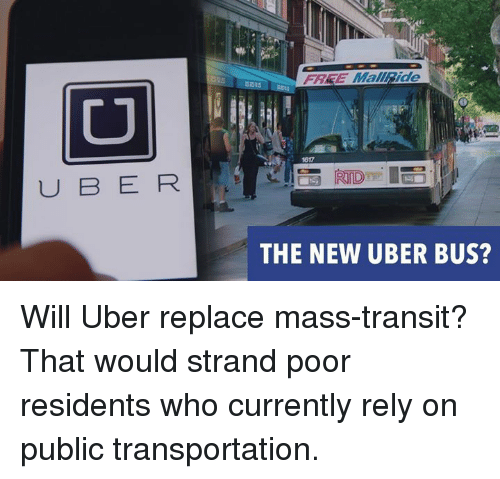 FREE MallRide
1617
RTD
U
UBER
THE NEW UBER BUS?
Will Uber replace mass-transit?
That would strand poor
residents who currently rely on
public transportation.